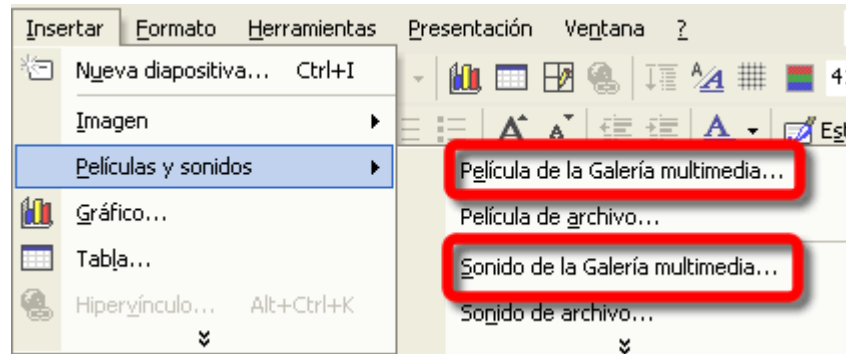 Insertar Formato Herramientas Presentación Ventana ?
Nueva diapositiva... Ctrl+I
Imagen
Películas y sonidos
Gráfico...
Tabla...
Hipervínculo... Alt+Ctrl+K
Película de la Galería multimedia...
Película de archivo...
Sonido de la Galería multimedia...
Sonido de archivo...